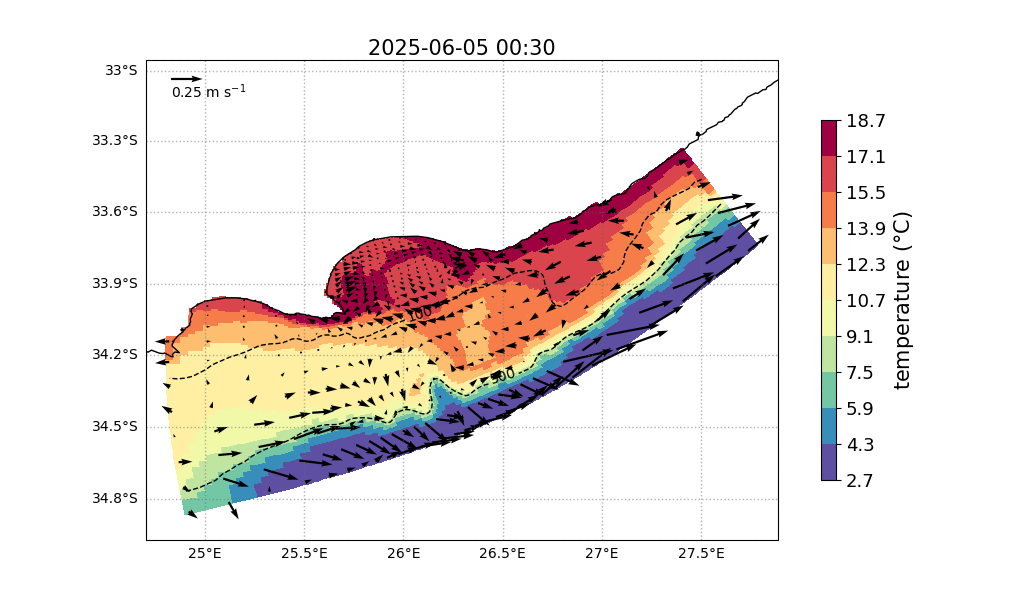 2025-06-05 00:30
0.25 m s⁻¹
33°S
33.3°S
33.6°S
33.9°S
34.2°S
34.5°S
34.8°S
25°E
25.5°E
26°E
26.5°E
27°E
27.5°E
100
500
18.7
17.1
15.5
13.9
12.3
10.7
9.1
7.5
5.9
4.3
2.7
temperature (°C)